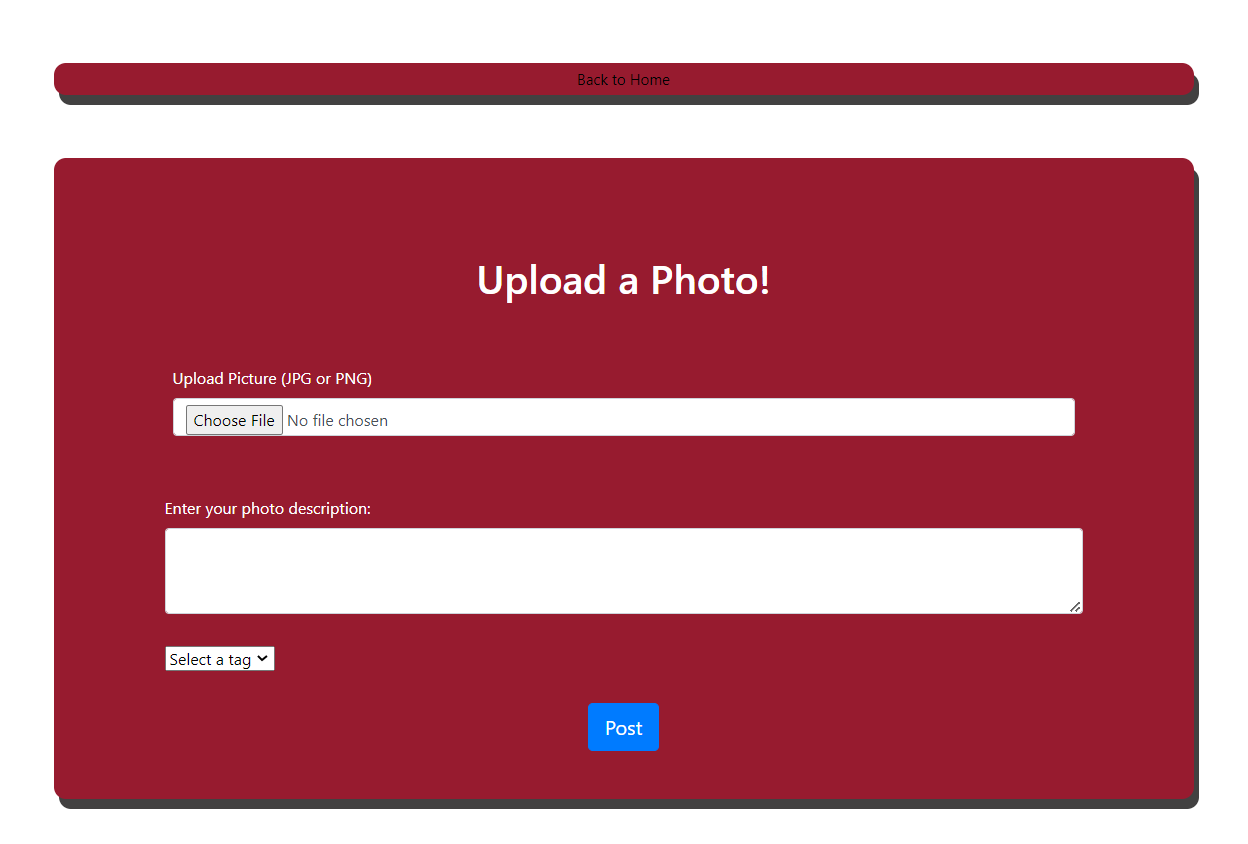 Back to Home
Upload a Photo!
Upload Picture (JPG or PNG)
Choose File No file chosen
Enter your photo description:
Select a tag
Post